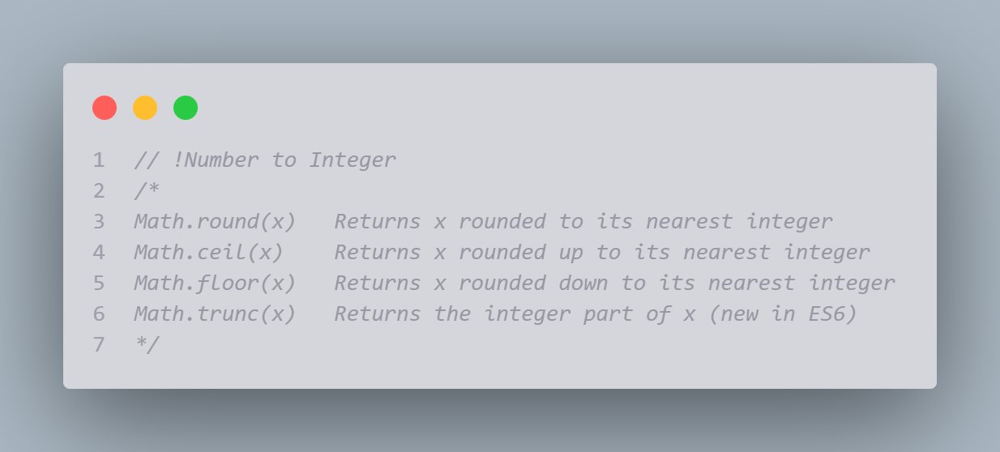 1 // !Number to Integer
2 /*
3 Math.round(x)   Returns x rounded to its nearest integer
4 Math.ceil(x)    Returns x rounded up to its nearest integer
5 Math.floor(x)   Returns x rounded down to its nearest integer
6 Math.trunc(x)   Returns the integer part of x (new in ES6)
7 */